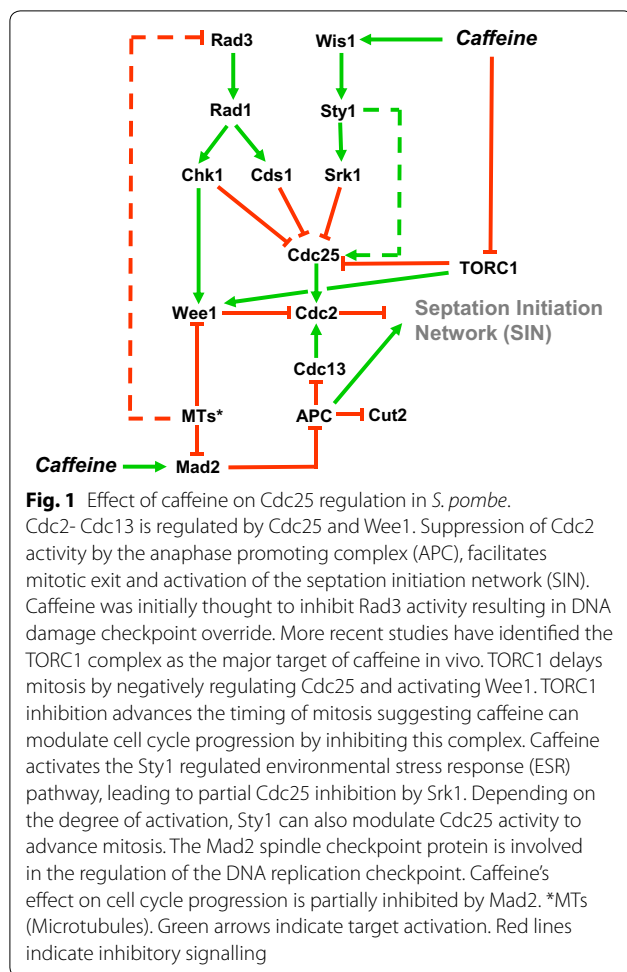 Rad3 Wis1 Caffeine
Rad1 Sty1
Chk1 Cds1 Srk1
Cdc25
TORC1
Wee1 Cdc2 Septation Initiation
Network (SIN)
Cdc13
MTs* APC Cut2
Caffeine Mad2
Fig. 1 Effect of caffeine on Cdc25 regulation in S. pombe.
Cdc2- Cdc13 is regulated by Cdc25 and Wee1. Suppression of Cdc2
activity by the anaphase promoting complex (APC), facilitates
mitotic exit and activation of the septation initiation network (SIN).
Caffeine was initially thought to inhibit Rad3 activity resulting in DNA
damage checkpoint override. More recent studies have identified the
TORC1 complex as the major target of caffeine in vivo. TORC1 delays
mitosis by negatively regulating Cdc25 and activating Wee1. TORC1
inhibition advances the timing of mitosis suggesting caffeine can
modulate cell cycle progression by inhibiting this complex. Caffeine
activates the Sty1 regulated environmental stress response (ESR)
pathway, leading to partial Cdc25 inhibition by Srk1. Depending on
the degree of activation, Sty1 can also modulate Cdc25 activity to
advance mitosis. The Mad2 spindle checkpoint protein is involved
in the regulation of the DNA replication checkpoint. Caffeine's
effect on cell cycle progression is partially inhibited by Mad2. *MTs
(Microtubules). Green arrows indicate target activation. Red lines
indicate inhibitory signalling